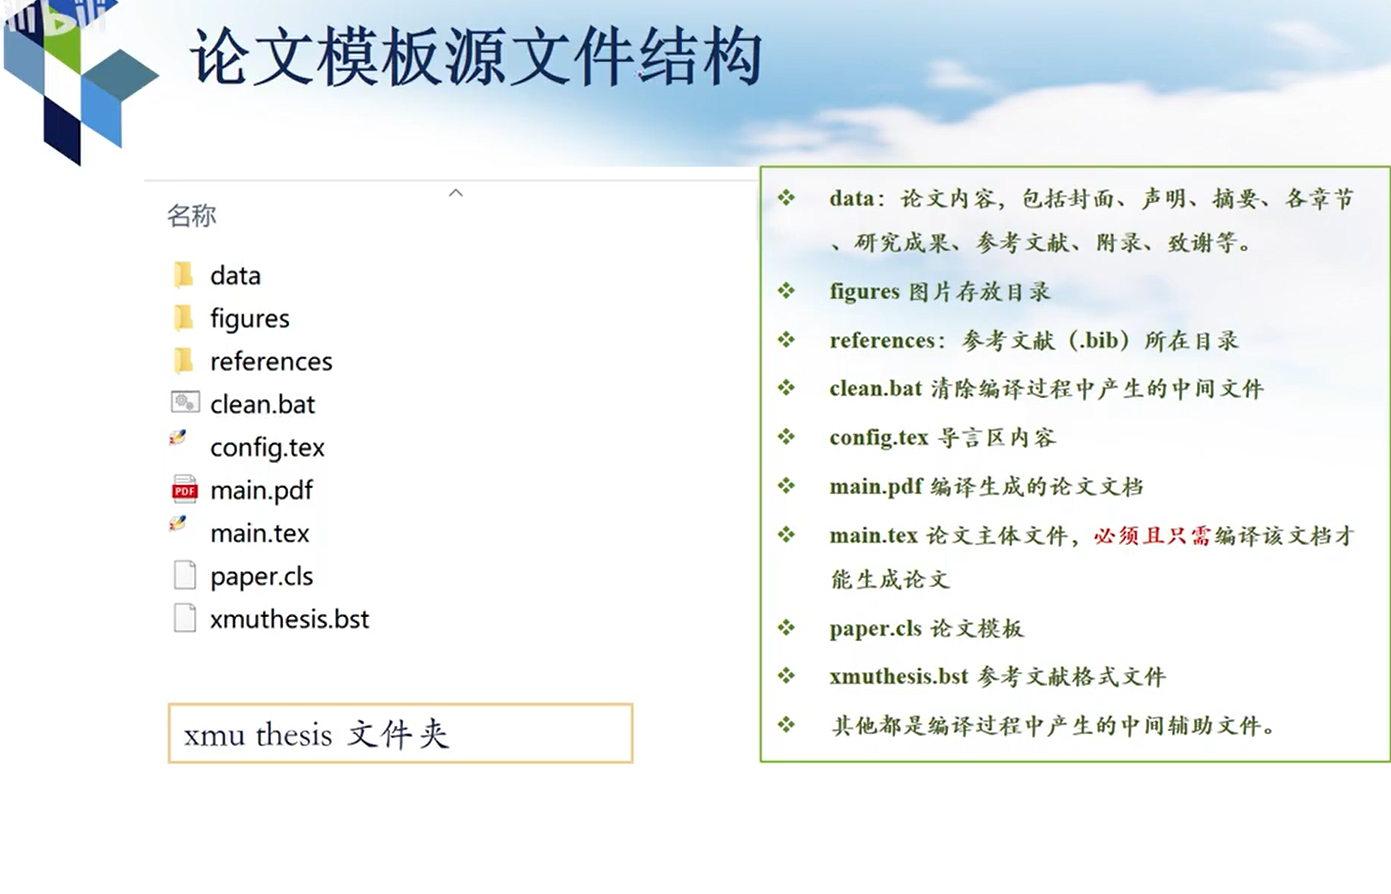 bili
论文模板源文件结构
名称
data
figures
references
clean.bat
config.tex
PDF
main.pdf
main.tex
paper.cls
xmuthesis.bst
xmu thesis 文件夹
data：论文内容，包括封面、声明、摘要、各章节
、研究成果、参考文献、附录、致谢等。
figures 图片存放目录
references：参考文献（.bib）所在目录
clean.bat 清除编译过程中产生的中间文件
config.tex 导言区内容
main.pdf 编译生成的论文文档
main.tex 论文主体文件，必须且只需编译该文档才
能生成论文
paper.cls 论文模板
xmuthesis.bst 参考文献格式文件
其他都是编译过程中产生的中间辅助文件。